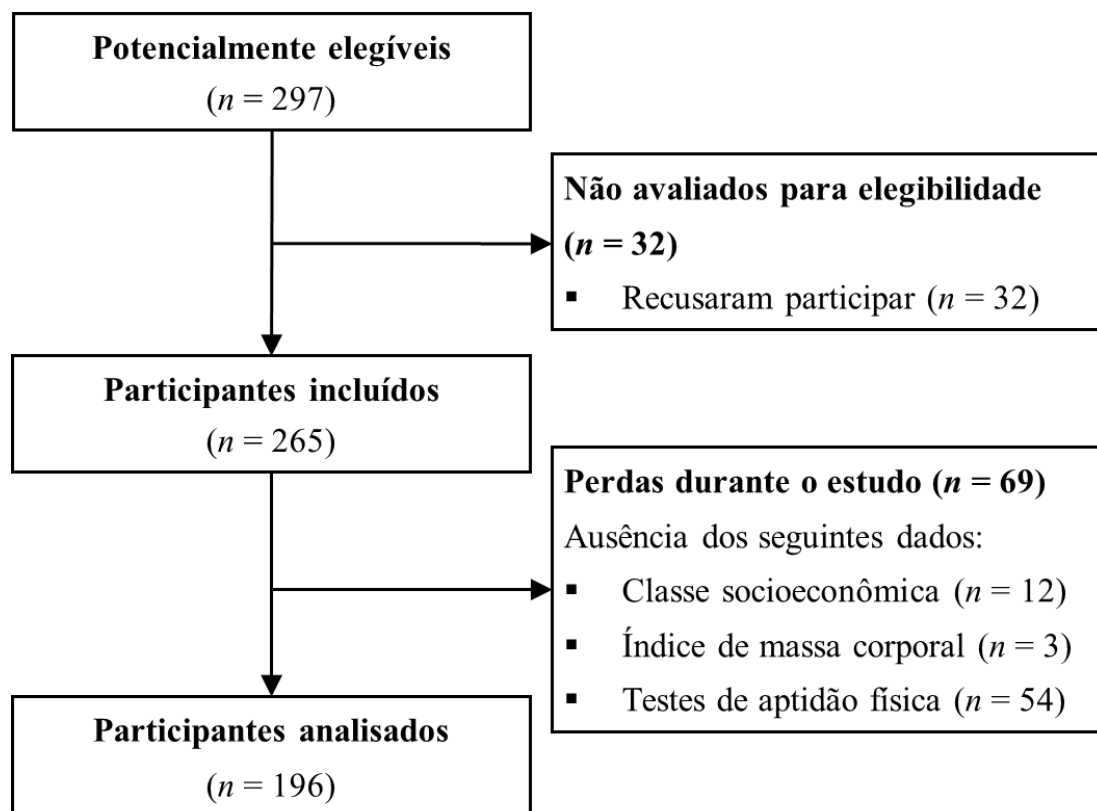 Potencialmente elegíveis
(n = 297)
Não avaliados para elegibilidade
(n = 32)
▪ Recusaram participar (n = 32)
Participantes incluídos
(n = 265)
Perdas durante o estudo (n = 69)
Ausência dos seguintes dados:
▪ Classe socioeconômica (n = 12)
▪ Índice de massa corporal (n = 3)
▪ Testes de aptidão física (n = 54)
Participantes analisados
(n = 196)